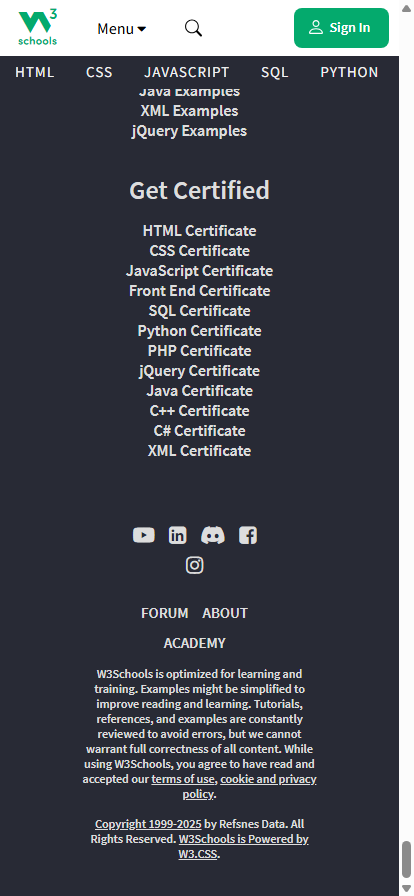 3
schools
Menu
Sign In
HTML CSS JAVASCRIPT SQL PYTHON
Java Examples
XML Examples
jQuery Examples
Get Certified
HTML Certificate
CSS Certificate
JavaScript Certificate
Front End Certificate
SQL Certificate
Python Certificate
PHP Certificate
jQuery Certificate
Java Certificate
C++ Certificate
C# Certificate
XML Certificate
FORUM ABOUT
ACADEMY
W3Schools is optimized for learning and
training. Examples might be simplified to
improve reading and learning. Tutorials,
references, and examples are constantly
reviewed to avoid errors, but we cannot
warrant full correctness of all content. While
using W3Schools, you agree to have read and
accepted our terms of use, cookie and privacy
policy.
Copyright 1999-2025 by Refsnes Data. All
Rights Reserved. W3Schools is Powered by
W3.CSS.